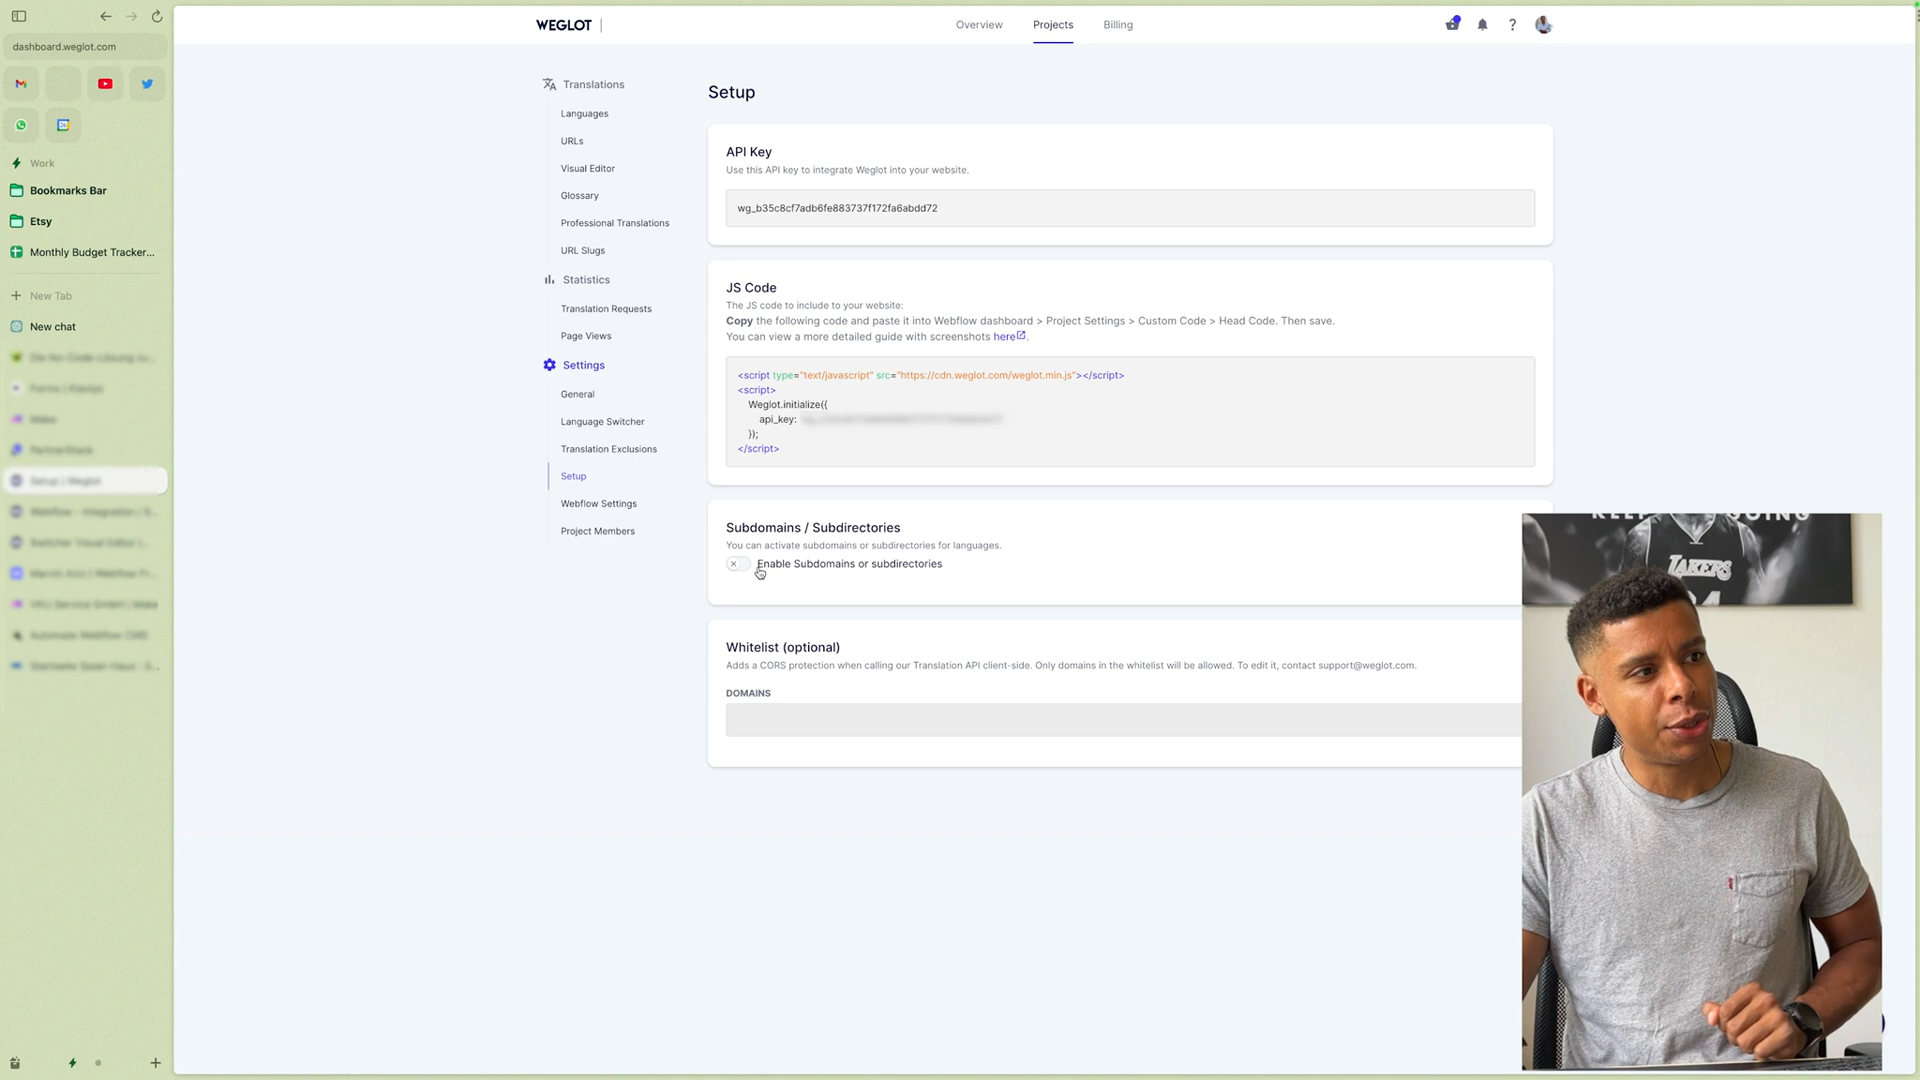 dashboard.weglot.com
Work
Bookmarks Bar
Etsy
Monthly Budget Tracker...
New Tab
New chat
Setup | Weglot
WEGLOT
Overview
Projects
Billing
Translations
Languages
URLs
Visual Editor
Glossary
Professional Translations
URL Slugs
Statistics
Translation Requests
Page Views
Settings
General
Language Switcher
Translation Exclusions
Setup
Webflow Settings
Project Members
Setup
API Key
Use this API key to integrate Weglot into your website.
wg_b35c8cf7adb6fe883737f172fa6abdd72
JS Code
The JS code to include to your website:
Copy the following code and paste it into Webflow dashboard > Project Settings > Custom Code > Head Code. Then save.
You can view a more detailed guide with screenshots here.
<script type="text/javascript" src="https://cdn.weglot.com/weglot.min.js"></script>
<script>
Weglot.initialize({
api_key:
});
</script>
Subdomains / Subdirectories
You can activate subdomains or subdirectories for languages.
Enable Subdomains or subdirectories
Whitelist (optional)
Adds a CORS protection when calling our Translation API client-side. Only domains in the whitelist will be allowed. To edit it, contact support@weglot.com.
DOMAINS
LAKERS